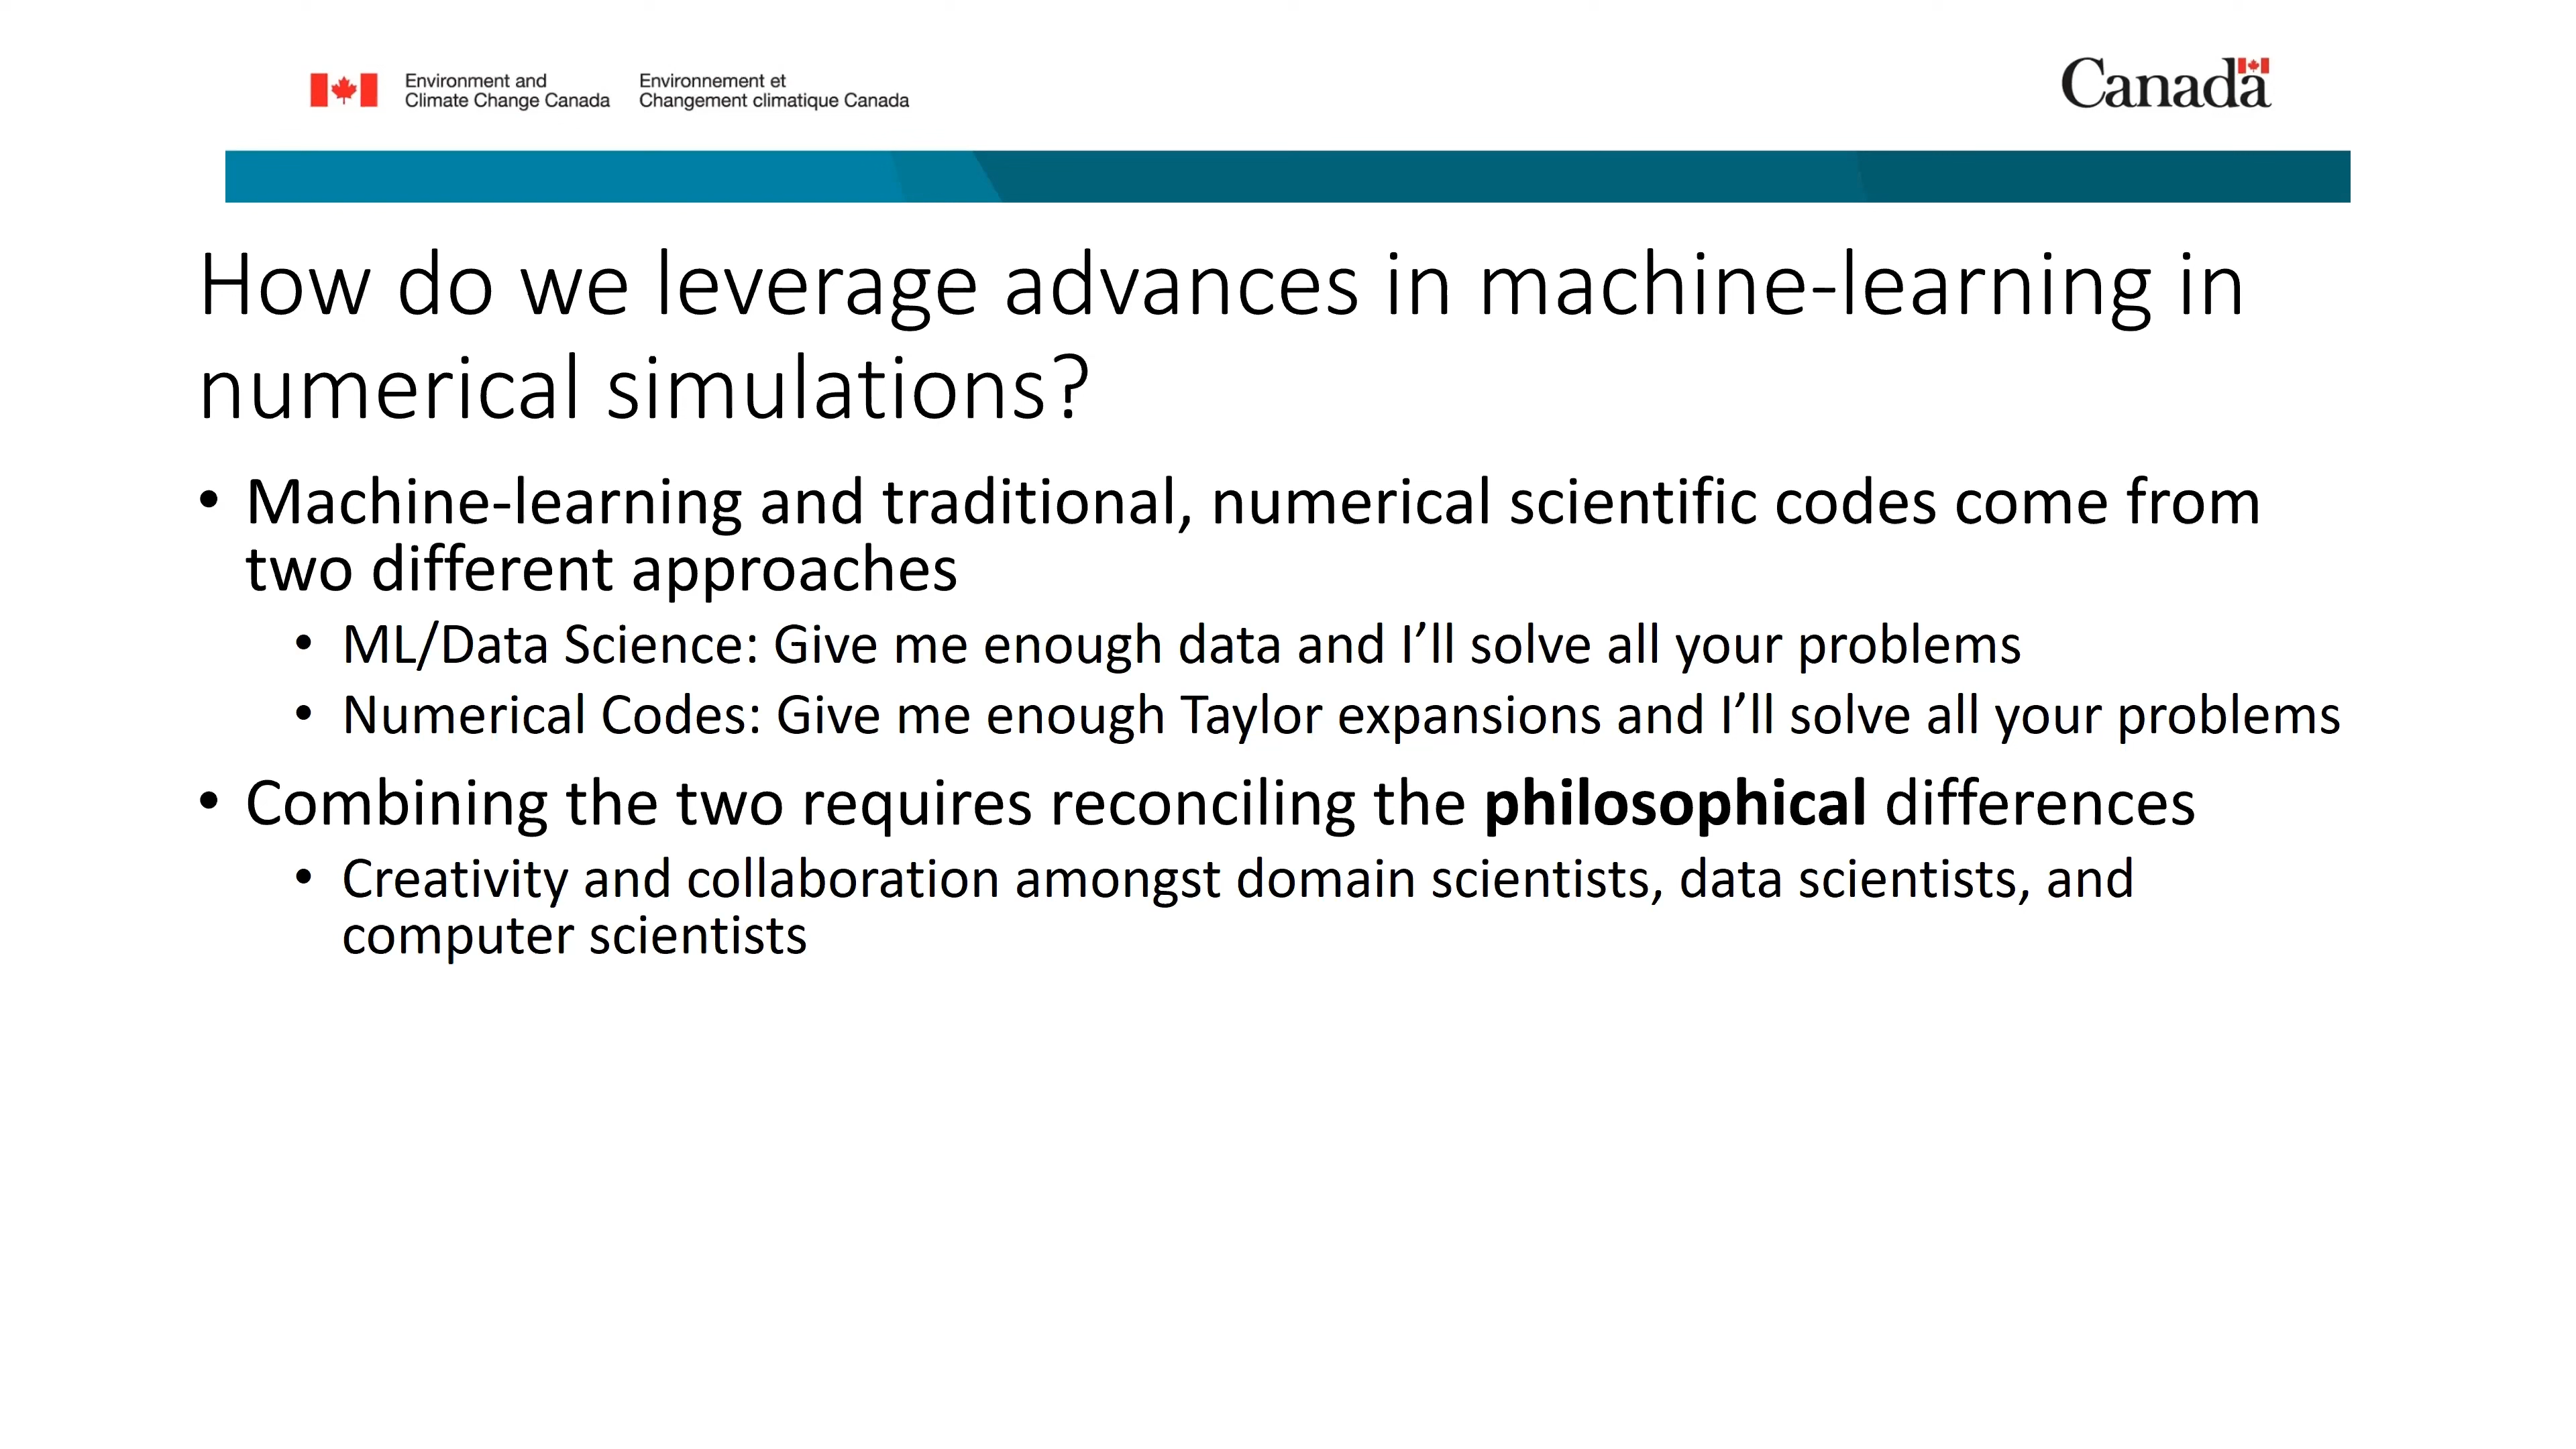 Environment and
Climate Change Canada
Environnement et
Changement climatique Canada
Canada
How do we leverage advances in machine-learning in
numerical simulations?
• Machine-learning and traditional, numerical scientific codes come from
two different approaches
• ML/Data Science: Give me enough data and I’ll solve all your problems
• Numerical Codes: Give me enough Taylor expansions and I’ll solve all your problems
• Combining the two requires reconciling the philosophical differences
• Creativity and collaboration amongst domain scientists, data scientists, and
computer scientists